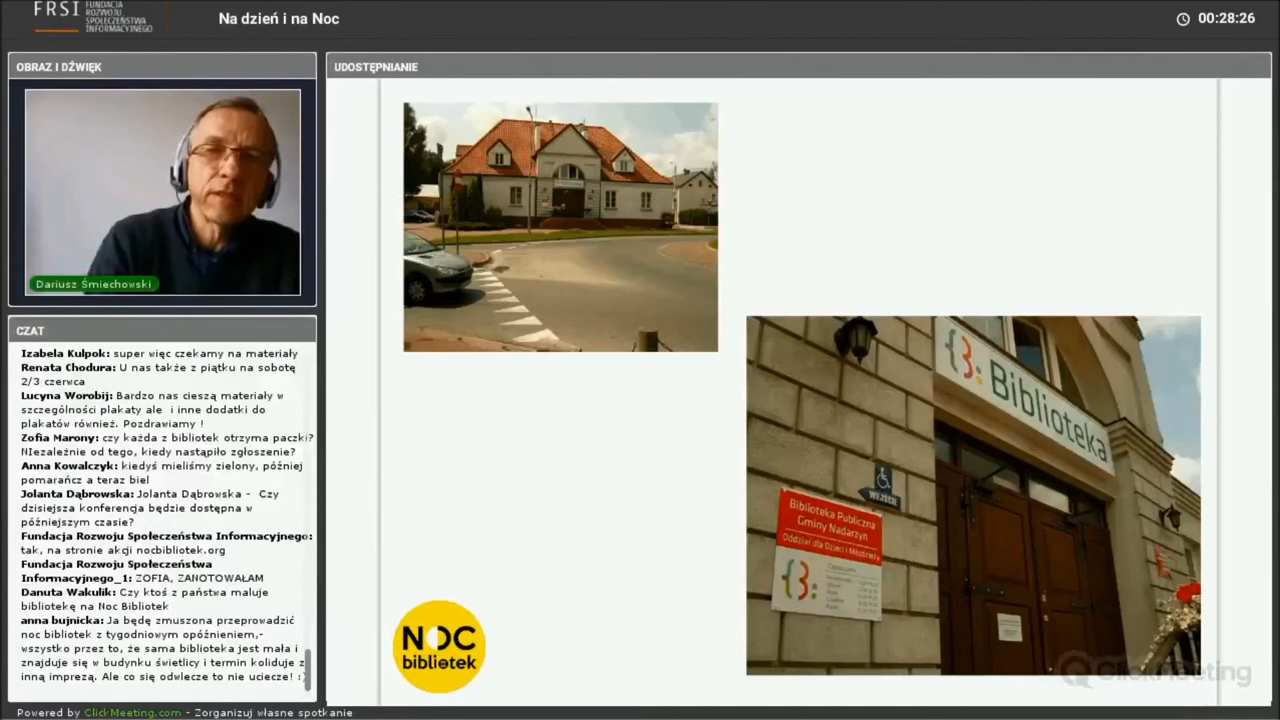 FRSI FUNDACJA
ROZWOJU
SPOŁECZEŃSTWA
INFORMACYJNEGO
Na dzień i na Noc
00:28:26
OBRAZ I DŹWIĘK
Dariusz Śmiechowski
CZAT
Izabela Kulpok: super więc czekamy na materiały
Renata Chodura: U nas także z piątku na sobotę
2/3 czerwca
Lucyna Worobij: Bardzo nas cieszą materiały w
szczególności plakaty ale i inne dodatki do
plakatów również. Pozdrawiamy !
Zofia Marony: czy każda z bibliotek otrzyma paczki?
NIezależnie od tego, kiedy nastąpiło zgłoszenie?
Anna Kowalczyk: kiedyś mieliśmy zielony, później
pomarańcz a teraz biel
Jolanta Dąbrowska: Jolanta Dąbrowska - Czy
dzisiejsza konferencja będzie dostępna w
późniejszym czasie?
Fundacja Rozwoju Społeczeństwa Informacyjnego:
tak, na stronie akcji nocbibliotek.org
Fundacja Rozwoju Społeczeństwa
Informacyjnego_1: ZOFIA, ZANOTOWAŁAM
Danuta Wakulik: Czy ktoś z państwa maluje
bibliotekę na Noc Bibliotek
anna bujnicka: Ja będę zmuszona przeprowadzić
noc bibliotek z tygodniowym opóźnieniem,-
wszystko przez to, że sama biblioteka jest mała i
znajduje się w budynku świetlicy i termin koliduje z
inną imprezą. Ale co się odwlecze to nie uciecze! :)
UDOSTĘPNIANIE
Biblioteka
WEJŚCIE
Biblioteka Publiczna
Gminy Nadarzyn
Oddział dla Dzieci i Młodzieży
NOC
bibliotek
ClickMeeting
Powered by ClickMeeting.com - Zorganizuj własne spotkanie